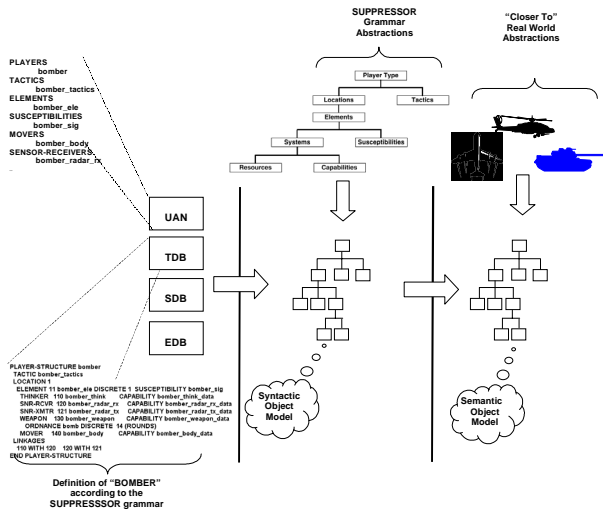 SUPPRESSOR
Grammar
Abstractions
“Closer To”
Real World
Abstractions
PLAYERS
bomber
TACTICS
bomber_tactics
ELEMENTS
bomber_ele
SUSCEPTIBILITIES
bomber_sig
MOVERS
bomber_body
SENSOR-RECEIVERS
bomber_radar_rx
..
Player Type
Locations
Tactics
Elements
Systems
Susceptibilities
Resources
Capabilities
UAN
TDB
SDB
EDB
PLAYER-STRUCTURE bomber
TACTIC bomber_tactics
LOCATION 1
ELEMENT 11 bomber_ele DISCRETE 1 SUSCEPTIBILITY bomber_sig
THINKER 110 bomber_think CAPABILITY bomber_think_data
SNR-RCVR 120 bomber_radar_rx CAPABILITY bomber_radar_rx_data
SNR-XMTR 121 bomber_radar_tx CAPABILITY bomber_radar_tx_data
WEAPON 130 bomber_weapon CAPABILITY bomber_weapon_data
ORDNANCE bomb DISCRETE 14 (ROUNDS)
MOVER 140 bomber_body CAPABILITY bomber_body_data
LINKAGES
110 WITH 120 120 WITH 121
END PLAYER-STRUCTURE
Syntactic
Object
Model
Semantic
Object
Model
Definition of “BOMBER”
according to the
SUPPRESSSOR grammar